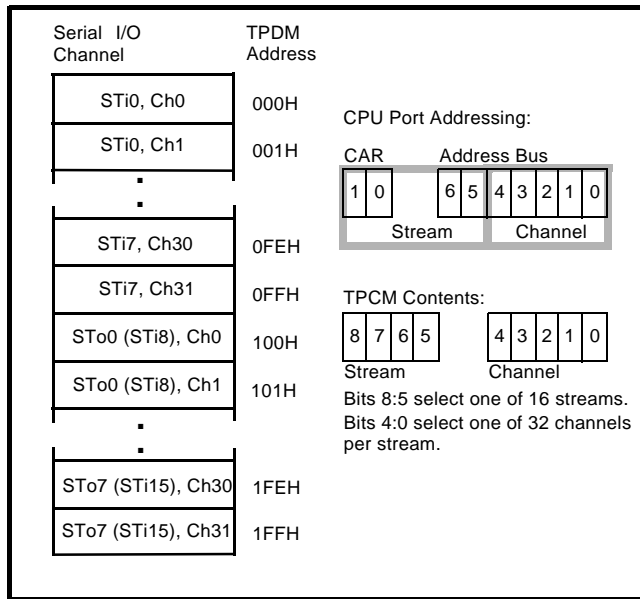 Serial I/O Channel
TPDM Address
STi0, Ch0 000H
STi0, Ch1 001H
STi7, Ch30 0FEH
STi7, Ch31 0FFH
STo0 (STi8), Ch0 100H
STo0 (STi8), Ch1 101H
STo7 (STi15), Ch30 1FEH
STo7 (STi15), Ch31 1FFH
CPU Port Addressing:
CAR Address Bus
1 0 6 5 4 3 2 1 0
Stream Channel
TPCM Contents:
8 7 6 5 4 3 2 1 0
Stream Channel
Bits 8:5 select one of 16 streams.
Bits 4:0 select one of 32 channels
per stream.